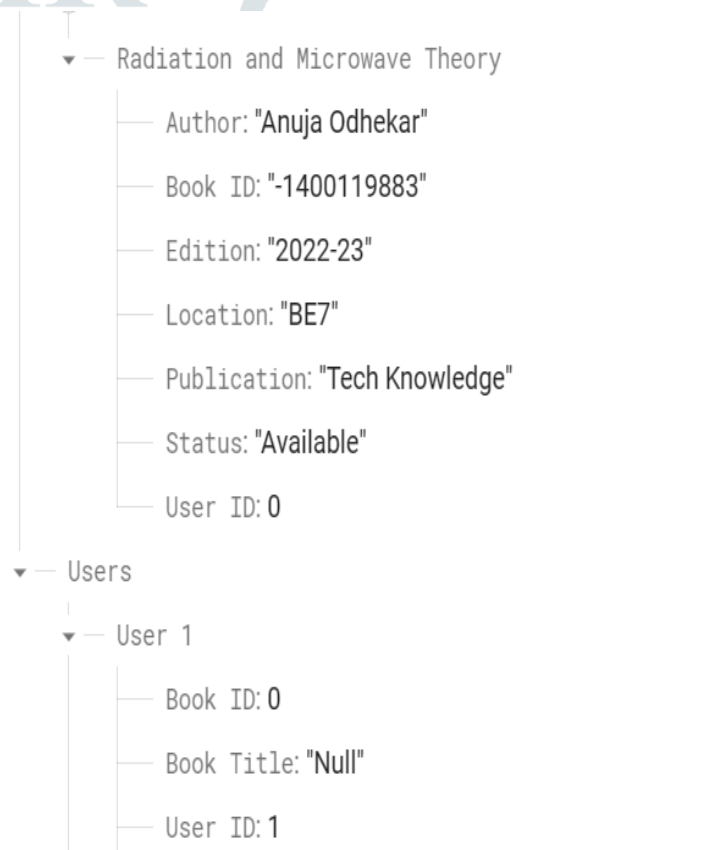 Radiation and Microwave Theory
Author: "Anuja Odhekar"
Book ID: "-1400119883"
Edition: "2022-23"
Location: "BE7"
Publication: "Tech Knowledge"
Status: "Available"
User ID: 0
Users
User 1
Book ID: 0
Book Title: "Null"
User ID: 1